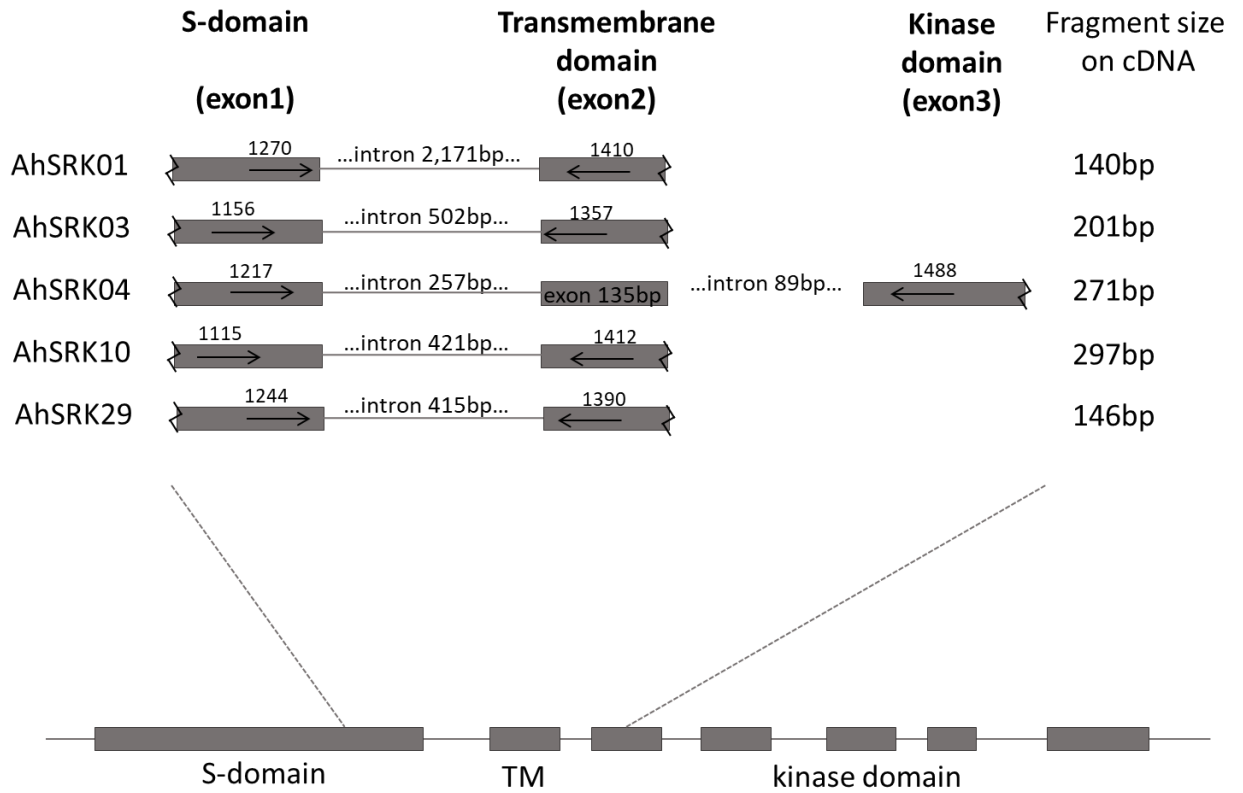 S-domain
(exon1)
Transmembrane
domain
(exon2)
Kinase
domain
(exon3)
Fragment size
on cDNA
AhSRK01
1270
...intron 2,171bp...
1410
140bp
AhSRK03
1156
...intron 502bp...
1357
201bp
AhSRK04
1217
...intron 257bp...
exon 135bp
...intron 89bp...
1488
271bp
AhSRK10
1115
...intron 421bp...
1412
297bp
AhSRK29
1244
...intron 415bp...
1390
146bp
S-domain
TM
kinase domain